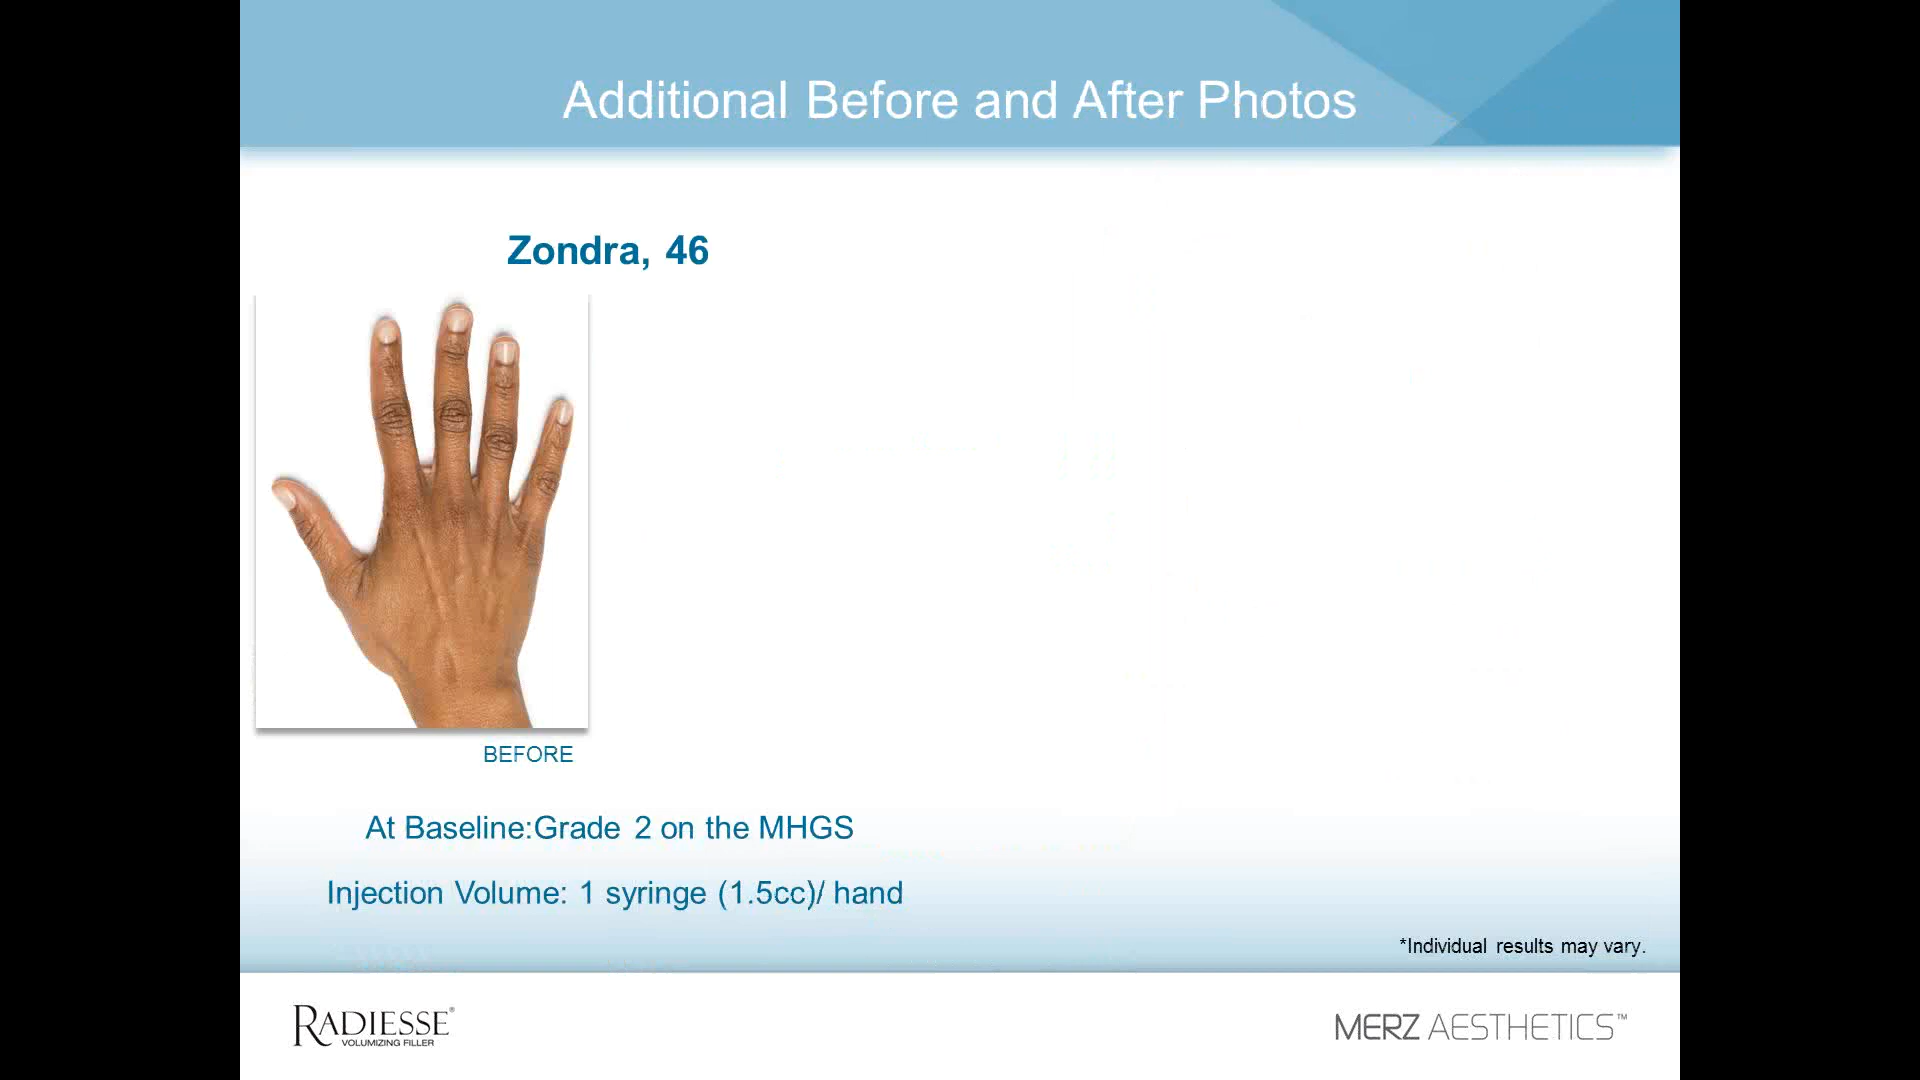 Additional Before and After Photos
Zondra, 46
BEFORE
At Baseline:Grade 2 on the MHGS
Injection Volume: 1 syringe (1.5cc)/ hand
*Individual results may vary.
RADIESSE®
VOLUMIZING FILLER
MERZ AESTHETICS™